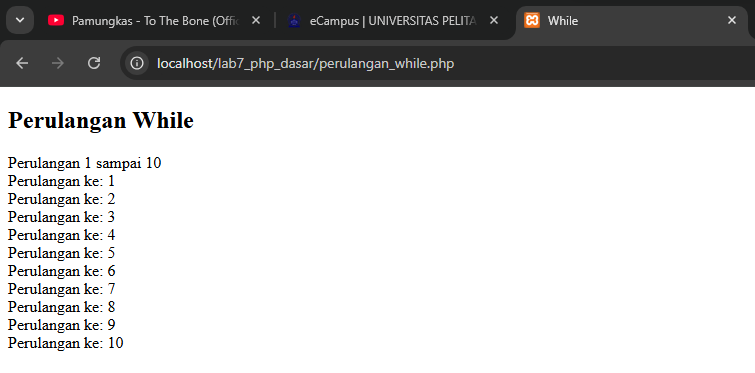 Pamungkas - To The Bone (Offic
eCampus | UNIVERSITAS PELITA
While
localhost/lab7_php_dasar/perulangan_while.php
Perulangan While
Perulangan 1 sampai 10
Perulangan ke: 1
Perulangan ke: 2
Perulangan ke: 3
Perulangan ke: 4
Perulangan ke: 5
Perulangan ke: 6
Perulangan ke: 7
Perulangan ke: 8
Perulangan ke: 9
Perulangan ke: 10